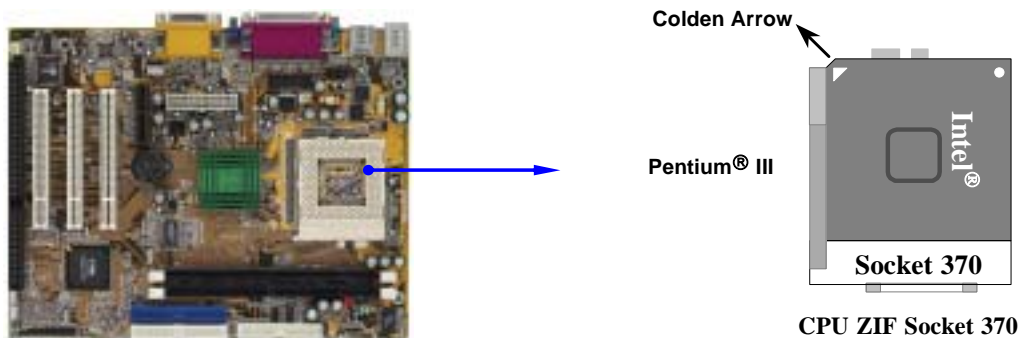 Colden Arrow
Pentium® III
Intel®
Socket 370
CPU ZIF Socket 370